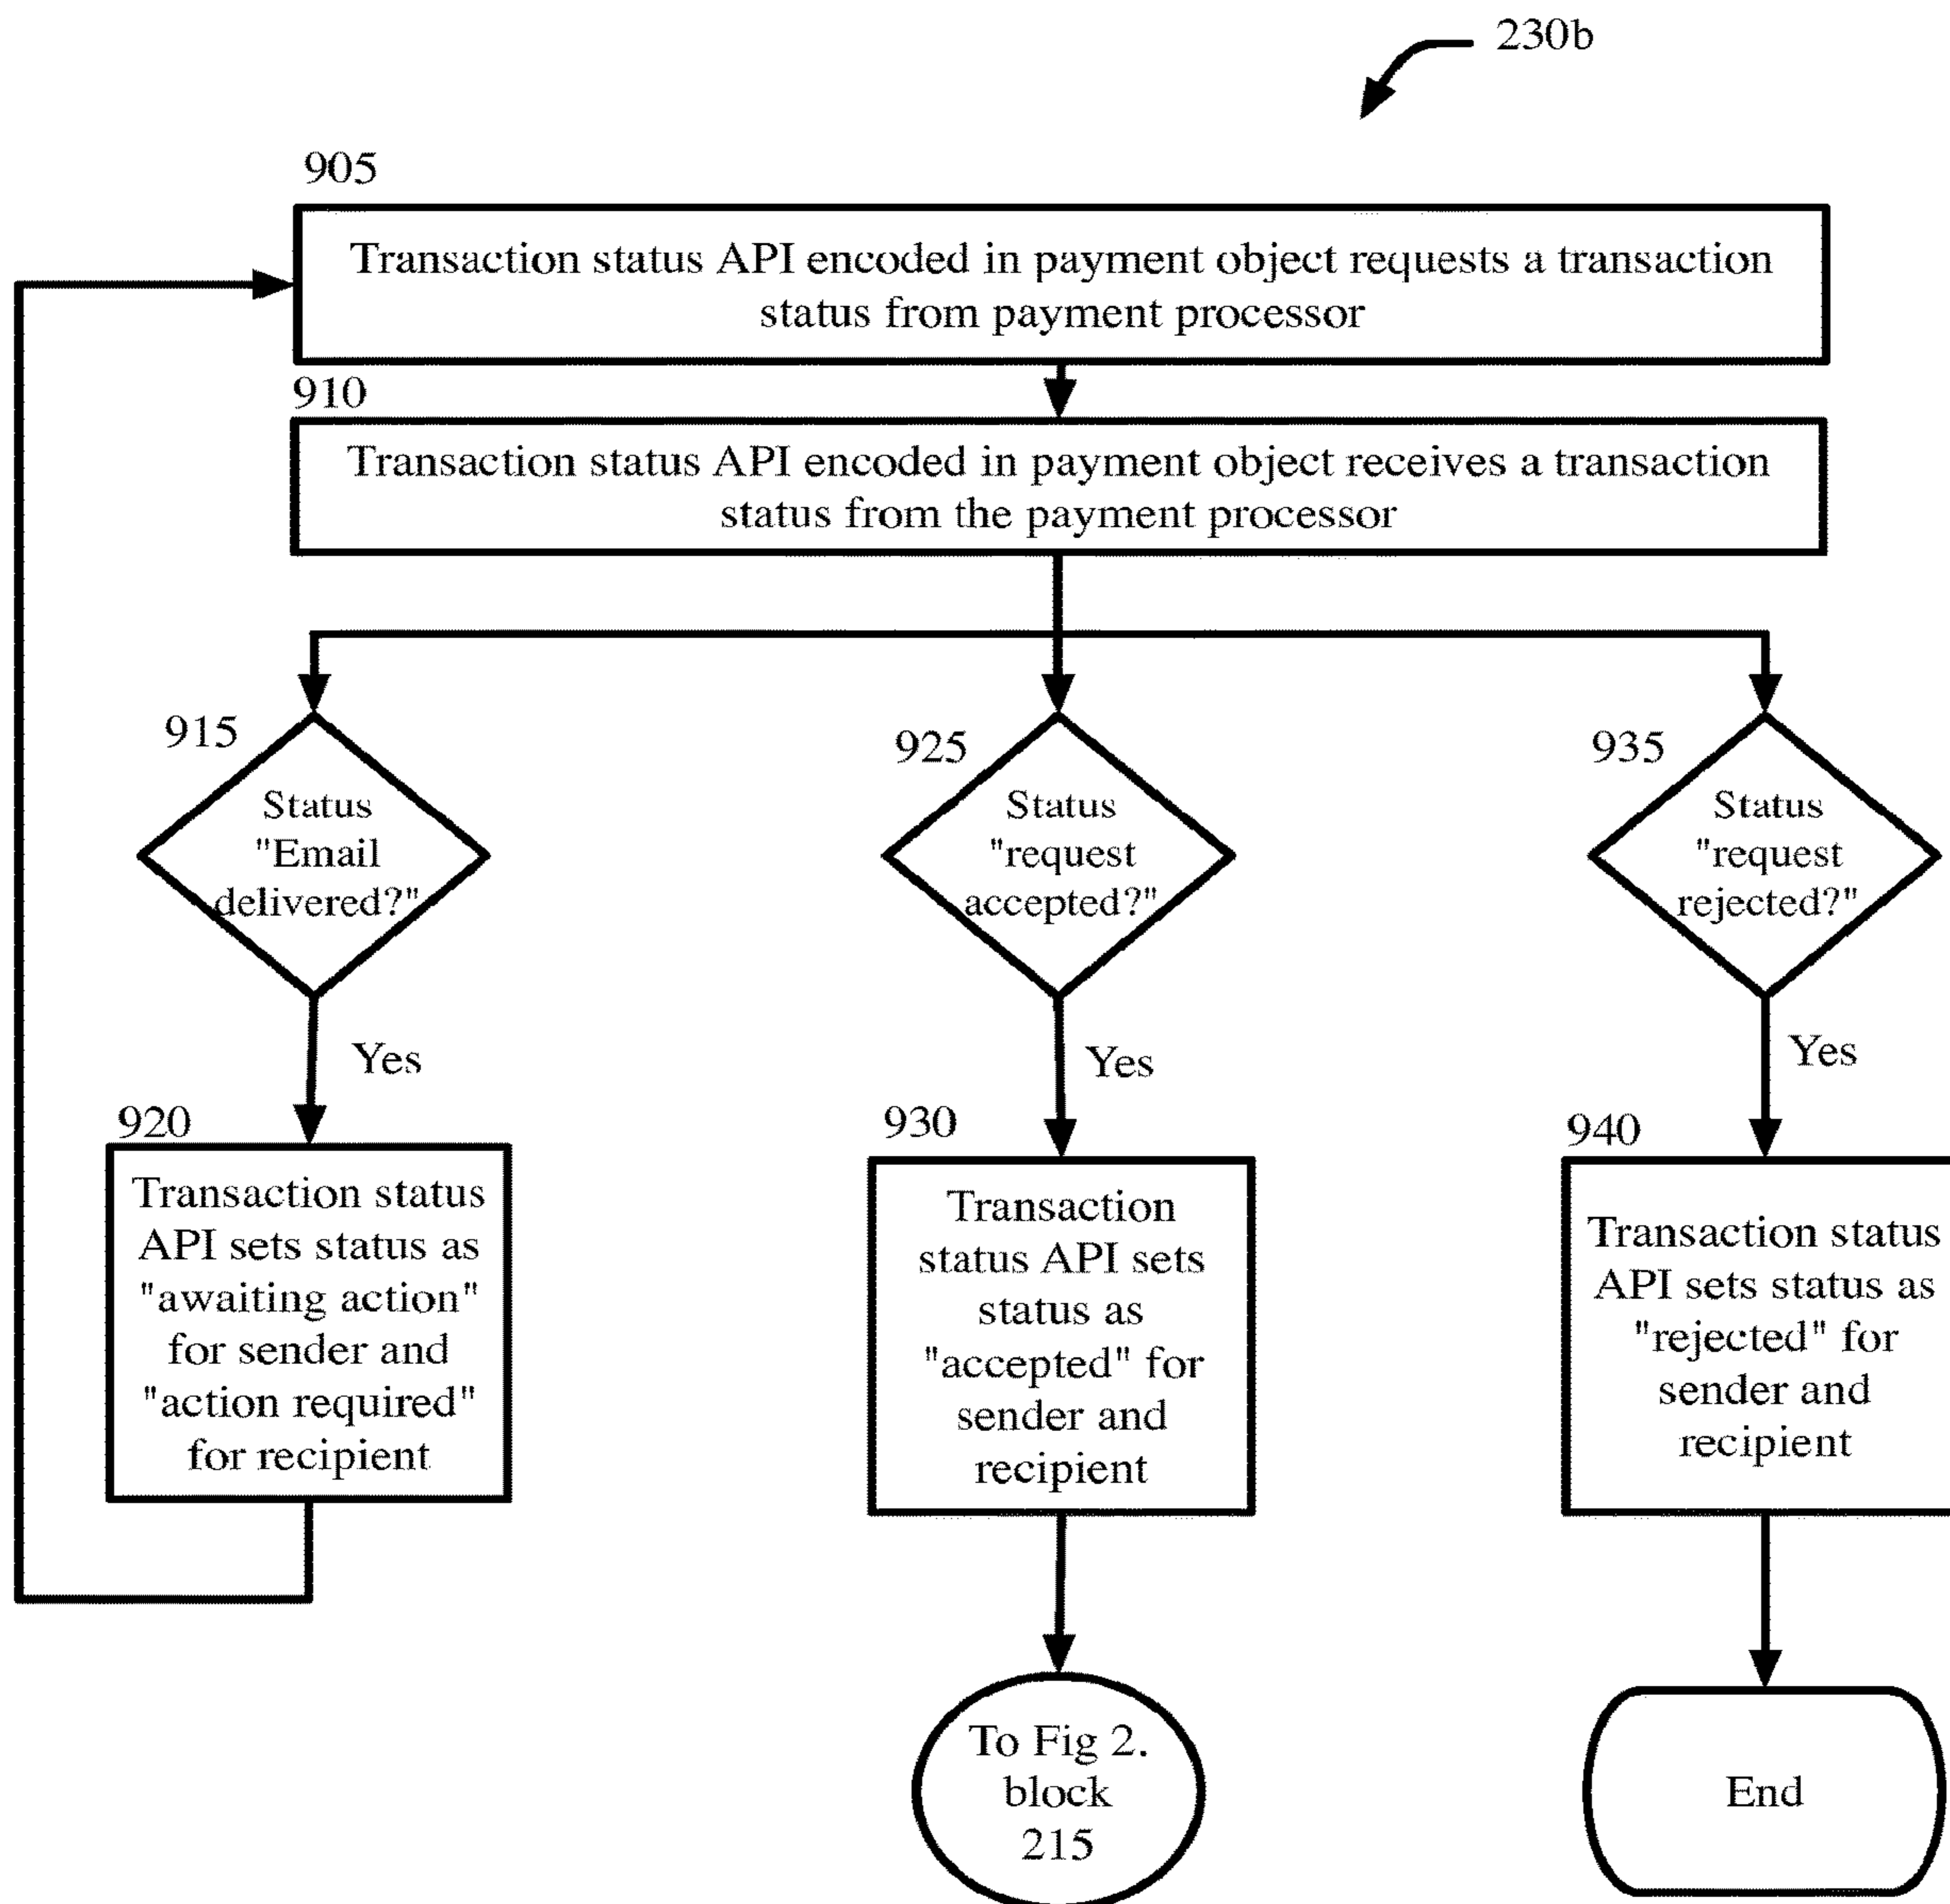 230b
905
Transaction status API encoded in payment object requests a transaction
status from payment processor
910
Transaction status API encoded in payment object receives a transaction
status from the payment processor
915
Status
"Email
delivered?"
925
Status
"request
accepted?"
935
Status
"request
rejected?"
Yes
Yes
Yes
920
Transaction status
API sets status as
"awaiting action"
for sender and
"action required"
for recipient
930
Transaction
status API sets
status as
"accepted" for
sender and
recipient
940
Transaction status
API sets status as
"rejected" for
sender and
recipient
To Fig 2.
block
215
End